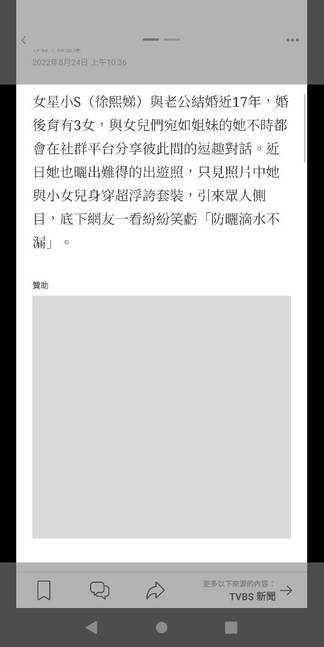 2022年8月24日 上午10:36
女星小S（徐熙娣）與老公結婚近17年，婚
後育有3女，與女兒們宛如姐妹的她不時都
會在社群平台分享彼此間的逗趣對話。近
日她也曬出難得的出遊照，只見照片中她
與小女兒身穿超浮誇套裝，引來眾人側
目，底下網友一看紛紛笑虧「防曬滴水不
漏」。
贊助
更多以下來源的內容：
TVBS 新聞